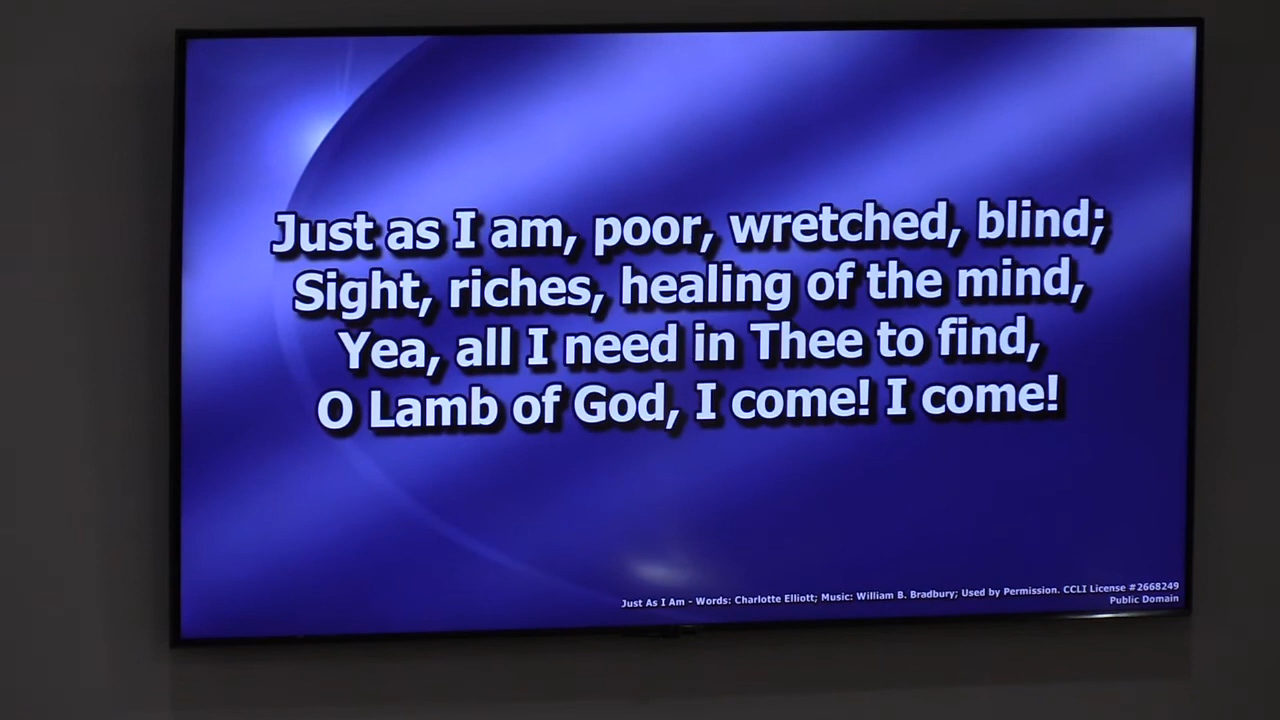 Just as I am, poor, wretched, blind;
Sight, riches, healing of the mind,
Yea, all I need in Thee to find,
O Lamb of God, I come! I come!
Just As I Am - Words: Charlotte Elliott; Music: William B. Bradbury; Used by Permission. CCLI License #2668249
Public Domain